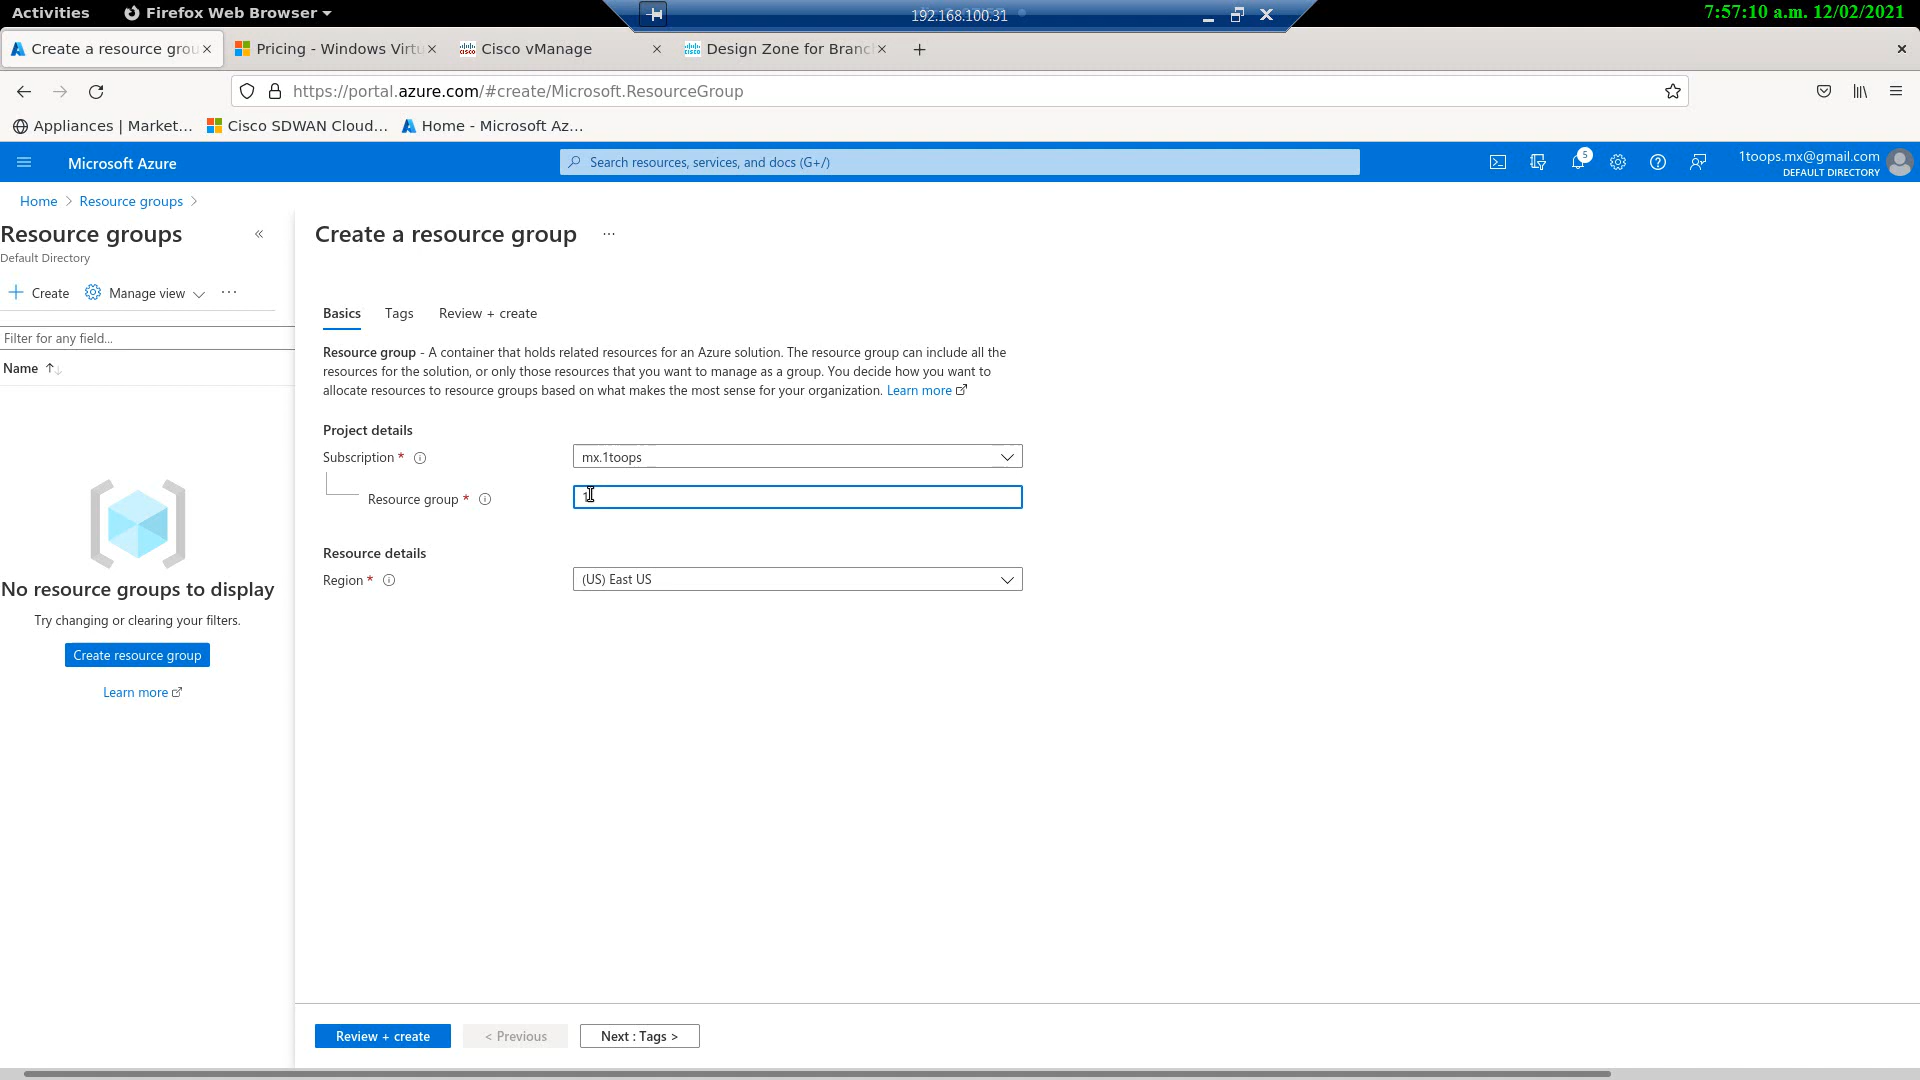 Activities
Firefox Web Browser
192.168.100.31
7:57:10 a.m. 12/02/2021
Create a resource grou
Pricing - Windows Virtu
Cisco vManage
Design Zone for Branc
https://portal.azure.com/#create/Microsoft.ResourceGroup
Appliances | Market...
Cisco SDWAN Cloud...
Home - Microsoft Az...
Microsoft Azure
Search resources, services, and docs (G+/)
5
1toops.mx@gmail.com
DEFAULT DIRECTORY
Home > Resource groups >
Resource groups
Default Directory
Create
Manage view
Filter for any field...
Name
No resource groups to display
Try changing or clearing your filters.
Create resource group
Learn more
Create a resource group
Basics
Tags
Review + create
Resource group - A container that holds related resources for an Azure solution. The resource group can include all the
resources for the solution, or only those resources that you want to manage as a group. You decide how you want to
allocate resources to resource groups based on what makes the most sense for your organization. Learn more
Project details
Subscription *
mx.1toops
Resource group *
1
Resource details
Region *
(US) East US
Review + create
< Previous
Next : Tags >